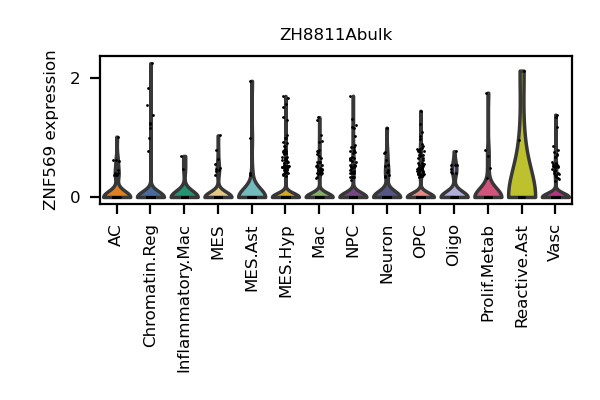 ZH8811Abulk
ZNF569 expression
2
0
AC
Chromatin.Reg
Inflammatory.Mac
MES
MES.Ast
MES.Hyp
Mac
NPC
Neuron
OPC
Oligo
Prolif.Metab
Reactive.Ast
Vasc